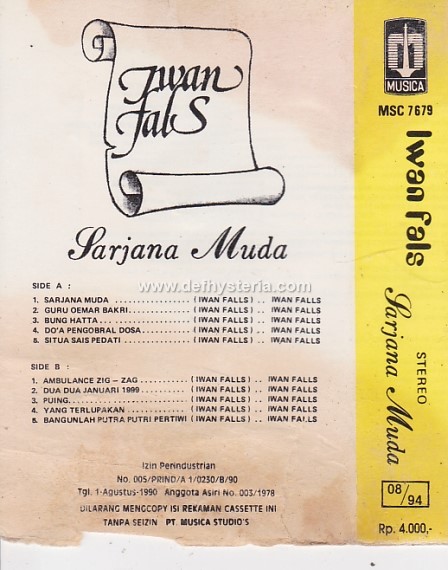 Iwan
Fals
Sarjana Muda
www.defhysteria.com
SIDE A :
1. SARJANA MUDA .................. (IWAN FALLS) .. IWAN FALLS
2. GURU OEMAR BAKRI.............. (IWAN FALLS) .. IWAN FALLS
3. BUNG HATTA..................... (IWAN FALLS) .. IWAN FALLS
4. DO'A PENGOBRAL DOSA........... (IWAN FALLS) .. IWAN FALLS
5. SITUA SAIS PEDATI ............... (IWAN FALLS) .. IWAN FALLS
SIDE B :
1. AMBULANCE ZIG – ZAG .......... (IWAN FALLS) .. IWAN FALLS
2. DUA DUA JANUARI 1999 .......... (IWAN FALLS) .. IWAN FALLS
3. PUING........................... (IWAN FALLS) .. IWAN FALLS
4. YANG TERLUPAKAN .............. (IWAN FALLS) .. IWAN FALLS
5. BANGUNLAH PUTRA PUTRI PERTIWI (IWAN FALLS) .. IWAN FALLS
Izin Perindustrian
No. 005/PRIND/A 1/0230/B/90
Tgl. 1-Agustus-1990 Anggota Asiri No. 003/1978
DILARANG MENGCOPY ISI REKAMAN CASSETTE INI
TANPA SEIZIN PT. MUSICA STUDIO'S
MUSICA
MSC 7679
Iwan fals
Sarjana Muda
STEREO
08/94
Rp. 4.000,-